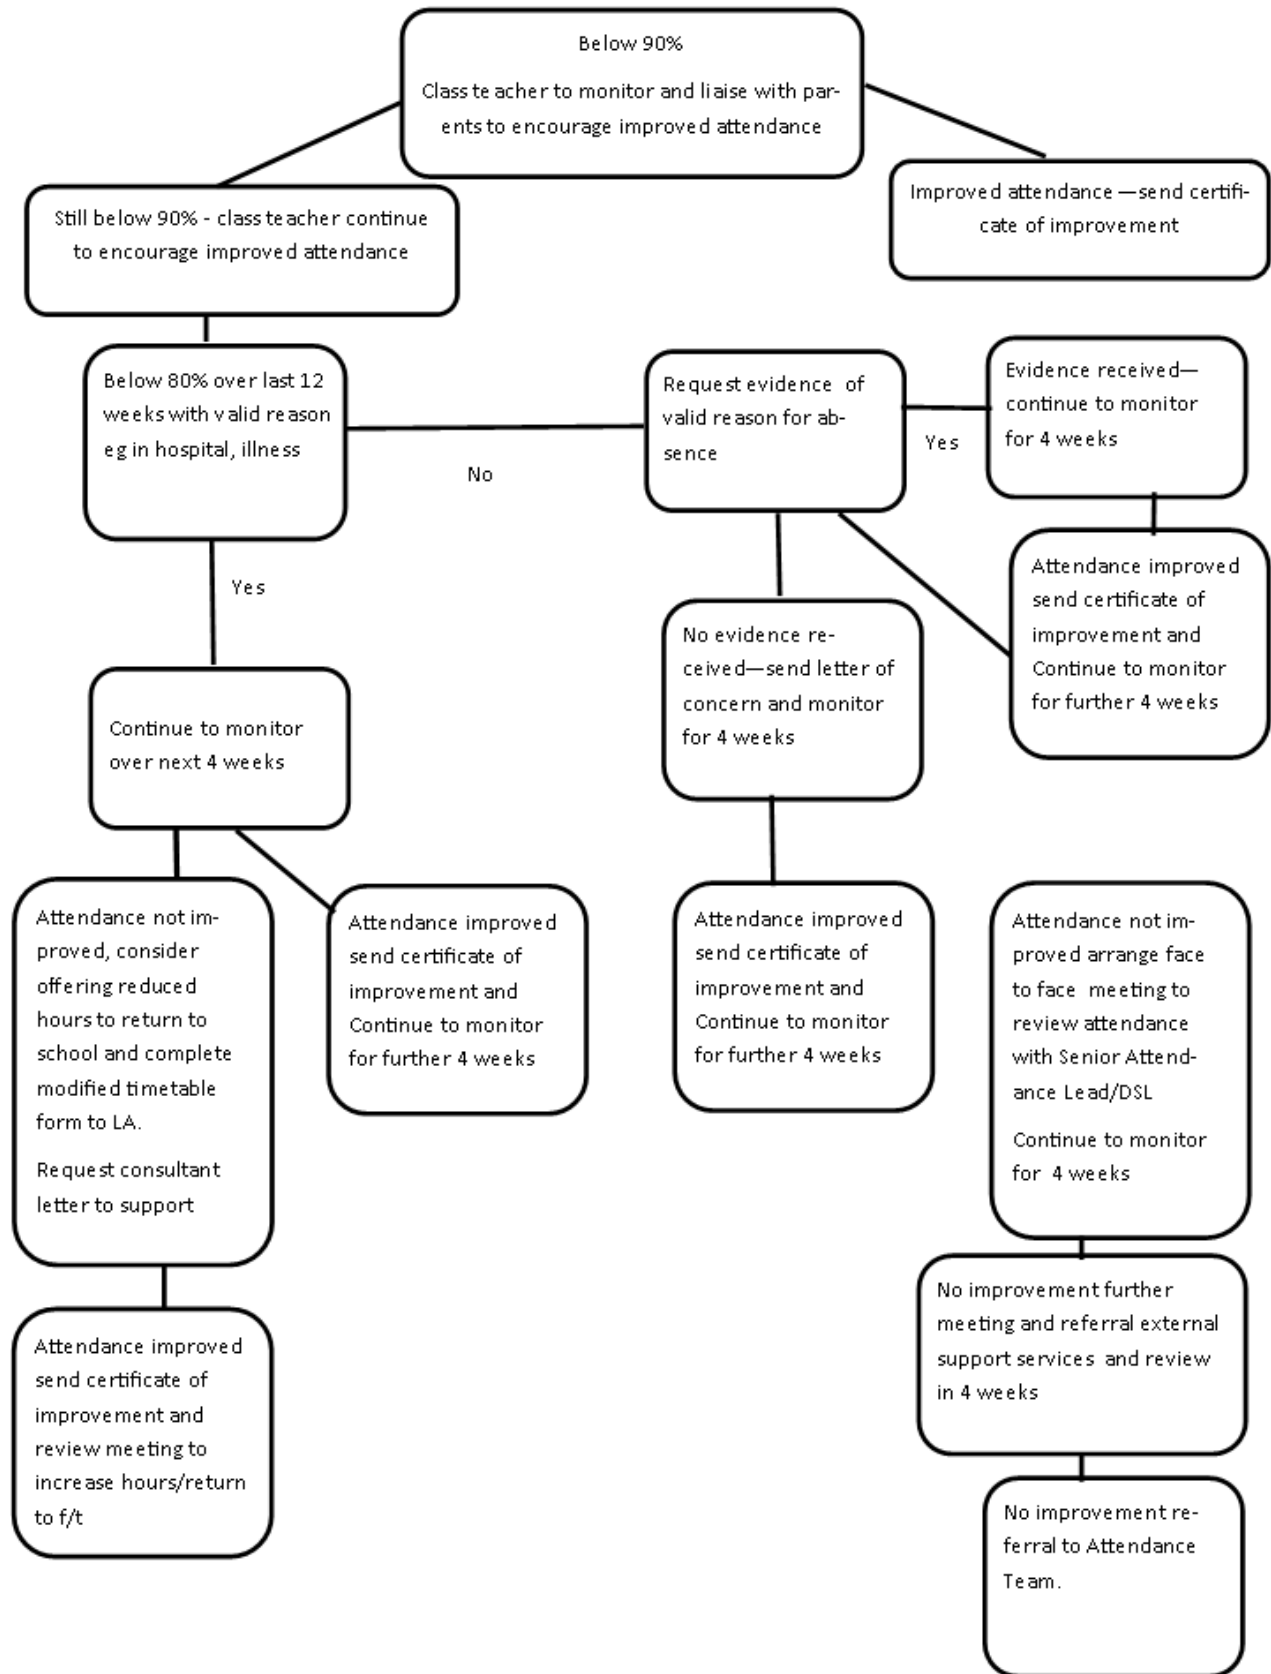 Below 90%
Class teacher to monitor and liaise with par-
ents to encourage improved attendance
Still below 90% - class teacher continue
to encourage improved attendance
Improved attendance —send certifi-
cate of improvement
Below 80% over last 12
weeks with valid reason
eg in hospital, illness
No
Request evidence of
valid reason for ab-
sence
Yes
Evidence received—
continue to monitor
for 4 weeks
Yes
Attendance improved
send certificate of
improvement and
Continue to monitor
for further 4 weeks
No evidence re-
ceived—send letter of
concern and monitor
for 4 weeks
Continue to monitor
over next 4 weeks
Attendance not im-
proved, consider
offering reduced
hours to return to
school and complete
modified timetable
form to LA.
Request consultant
letter to support
Attendance improved
send certificate of
improvement and
Continue to monitor
for further 4 weeks
Attendance improved
send certificate of
improvement and
Continue to monitor
for further 4 weeks
Attendance not im-
proved arrange face
to face meeting to
review attendance
with Senior Attend-
ance Lead/DSL
Continue to monitor
for 4 weeks
No improvement further
meeting and referral external
support services and review
in 4 weeks
Attendance improved
send certificate of
improvement and
review meeting to
increase hours/return
to f/t
No improvement re-
ferral to Attendance
Team.